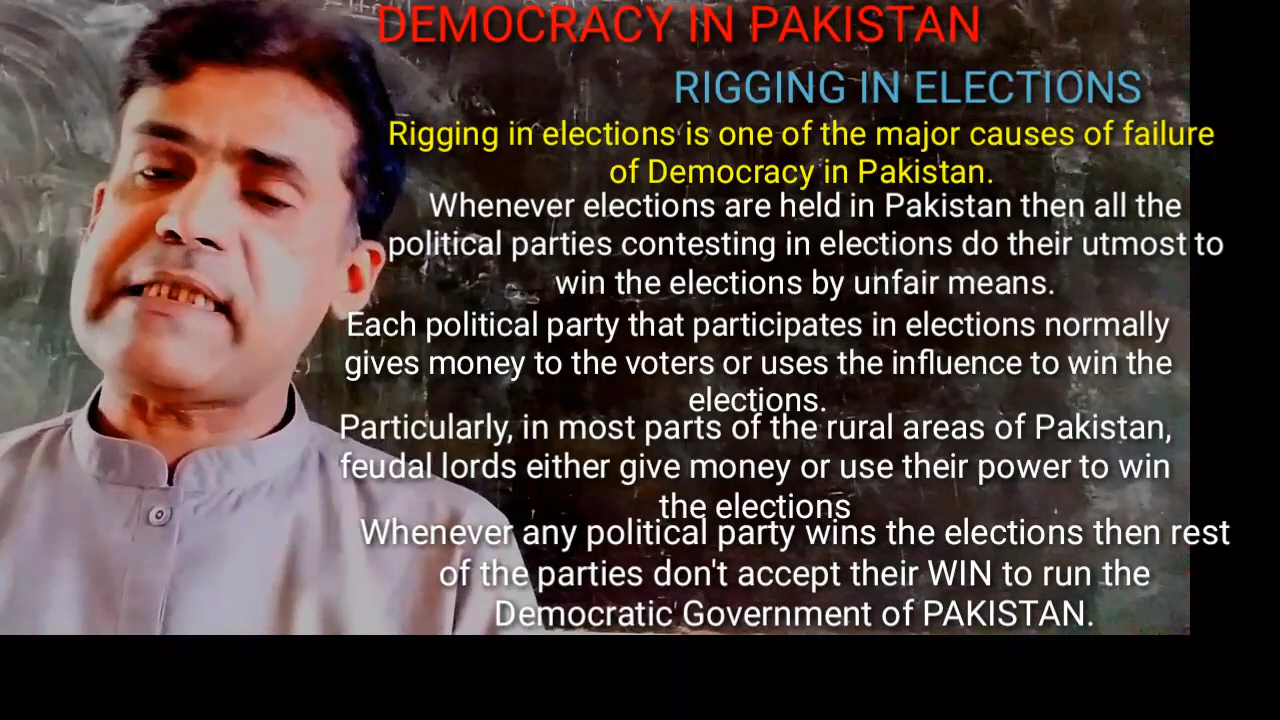 DEMOCRACY IN PAKISTAN
RIGGING IN ELECTIONS
Rigging in elections is one of the major causes of failure
of Democracy in Pakistan.
Whenever elections are held in Pakistan then all the
political parties contesting in elections do their utmost to
win the elections by unfair means.
Each political party that participates in elections normally
gives money to the voters or uses the influence to win the
elections.
Particularly, in most parts of the rural areas of Pakistan,
feudal lords either give money or use their power to win
the elections
Whenever any political party wins the elections then rest
of the parties don't accept their WIN to run the
Democratic Government of PAKISTAN.